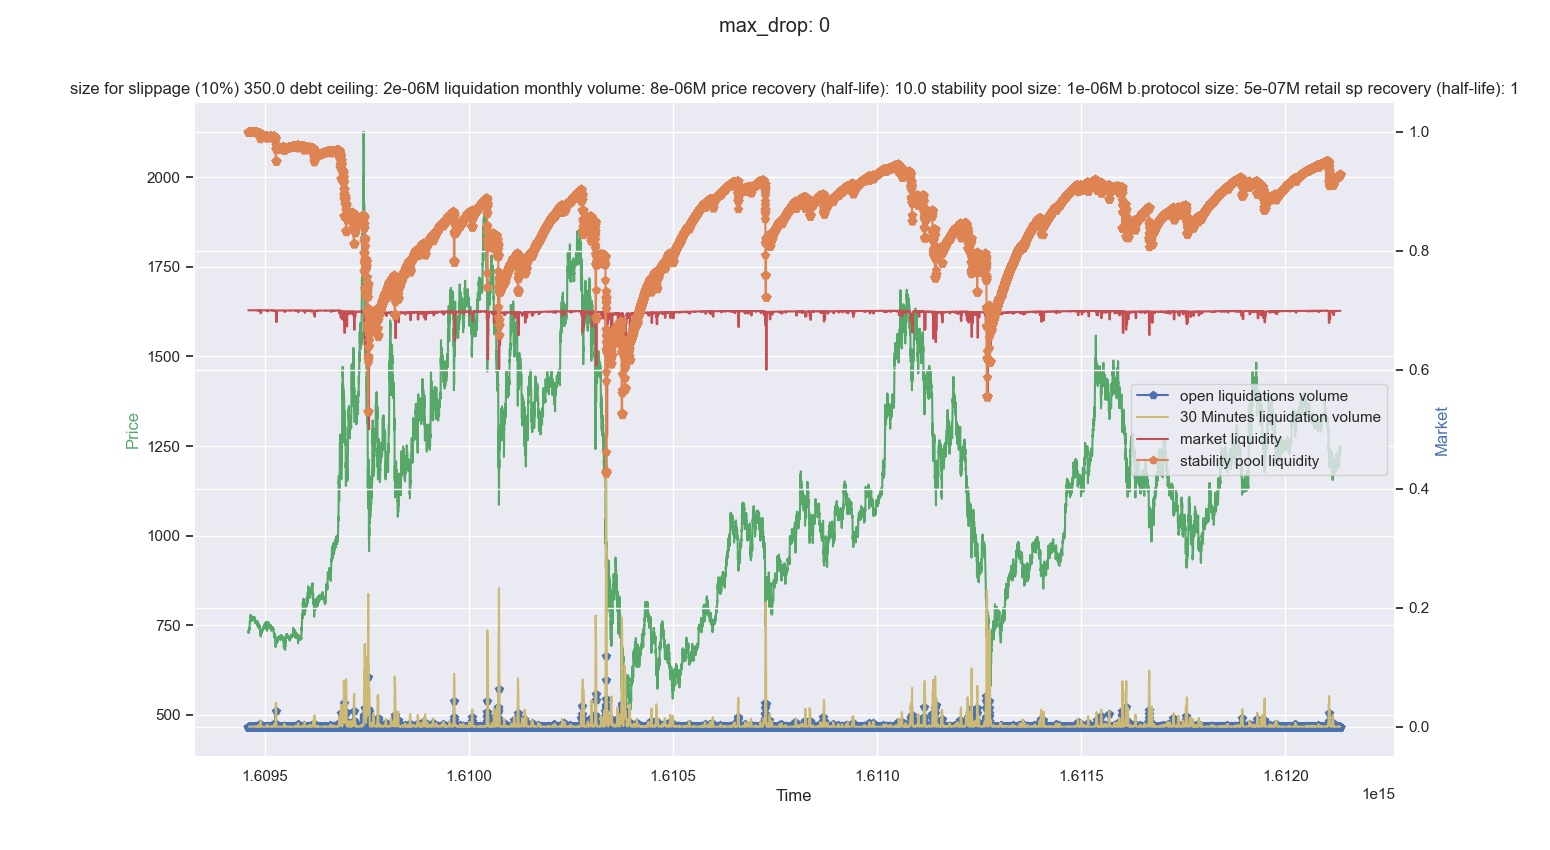 max_drop: 0
size for slippage (10%) 350.0 debt ceiling: 2e-06M liquidation monthly volume: 8e-06M price recovery (half-life): 10.0 stability pool size: 1e-06M b.protocol size: 5e-07M retail sp recovery (half-life): 1
1.0
2000
0.8
1750
1500
0.6
open liquidations volume
30 Minutes liquidation volume
Price
Market
market liquidity
1250
stability pool liquidity
0.4
1000
0.2
750
500
0.0
1.6095 1.6100 1.6105 1.6110 1.6115 1.6120
Time
1e15